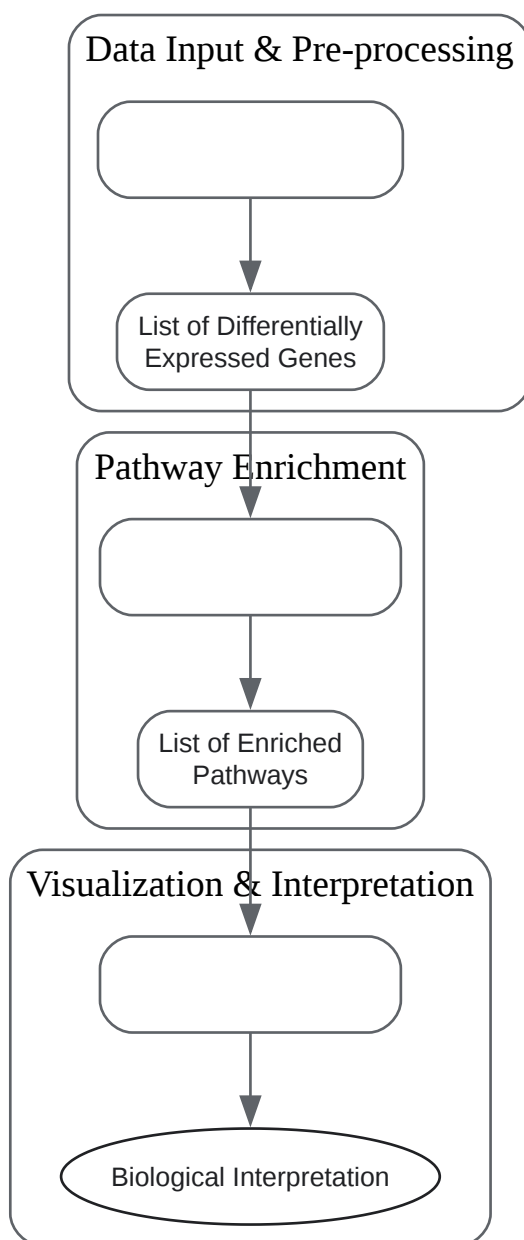 Data Input & Pre-processing
List of Differentially
Expressed Genes
Pathway Enrichment
List of Enriched
Pathways
Visualization & Interpretation
Biological Interpretation